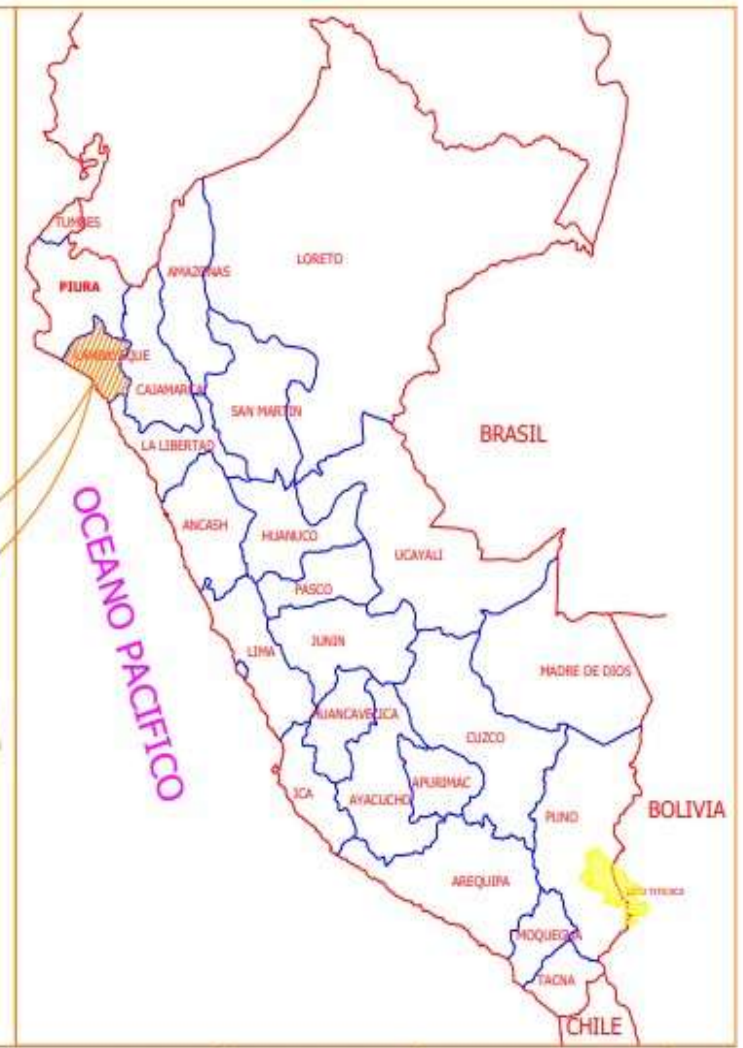 TUMBES
PIURA
AMAZONAS
LORETO
LAMBAYEQUE
CAJAMARCA
SAN MARTIN
BRASIL
LA LIBERTAD
OCEANO PACIFICO
ANCASH
HUANUCO
UCAYALI
PASCO
LIMA
JUNIN
MADRE DE DIOS
HUANCAVELICA
CUZCO
ICA
AYACUCHO
APURIMAC
PUNO
BOLIVIA
AREQUIPA
MOQUEGUA
TACNA
CHILE